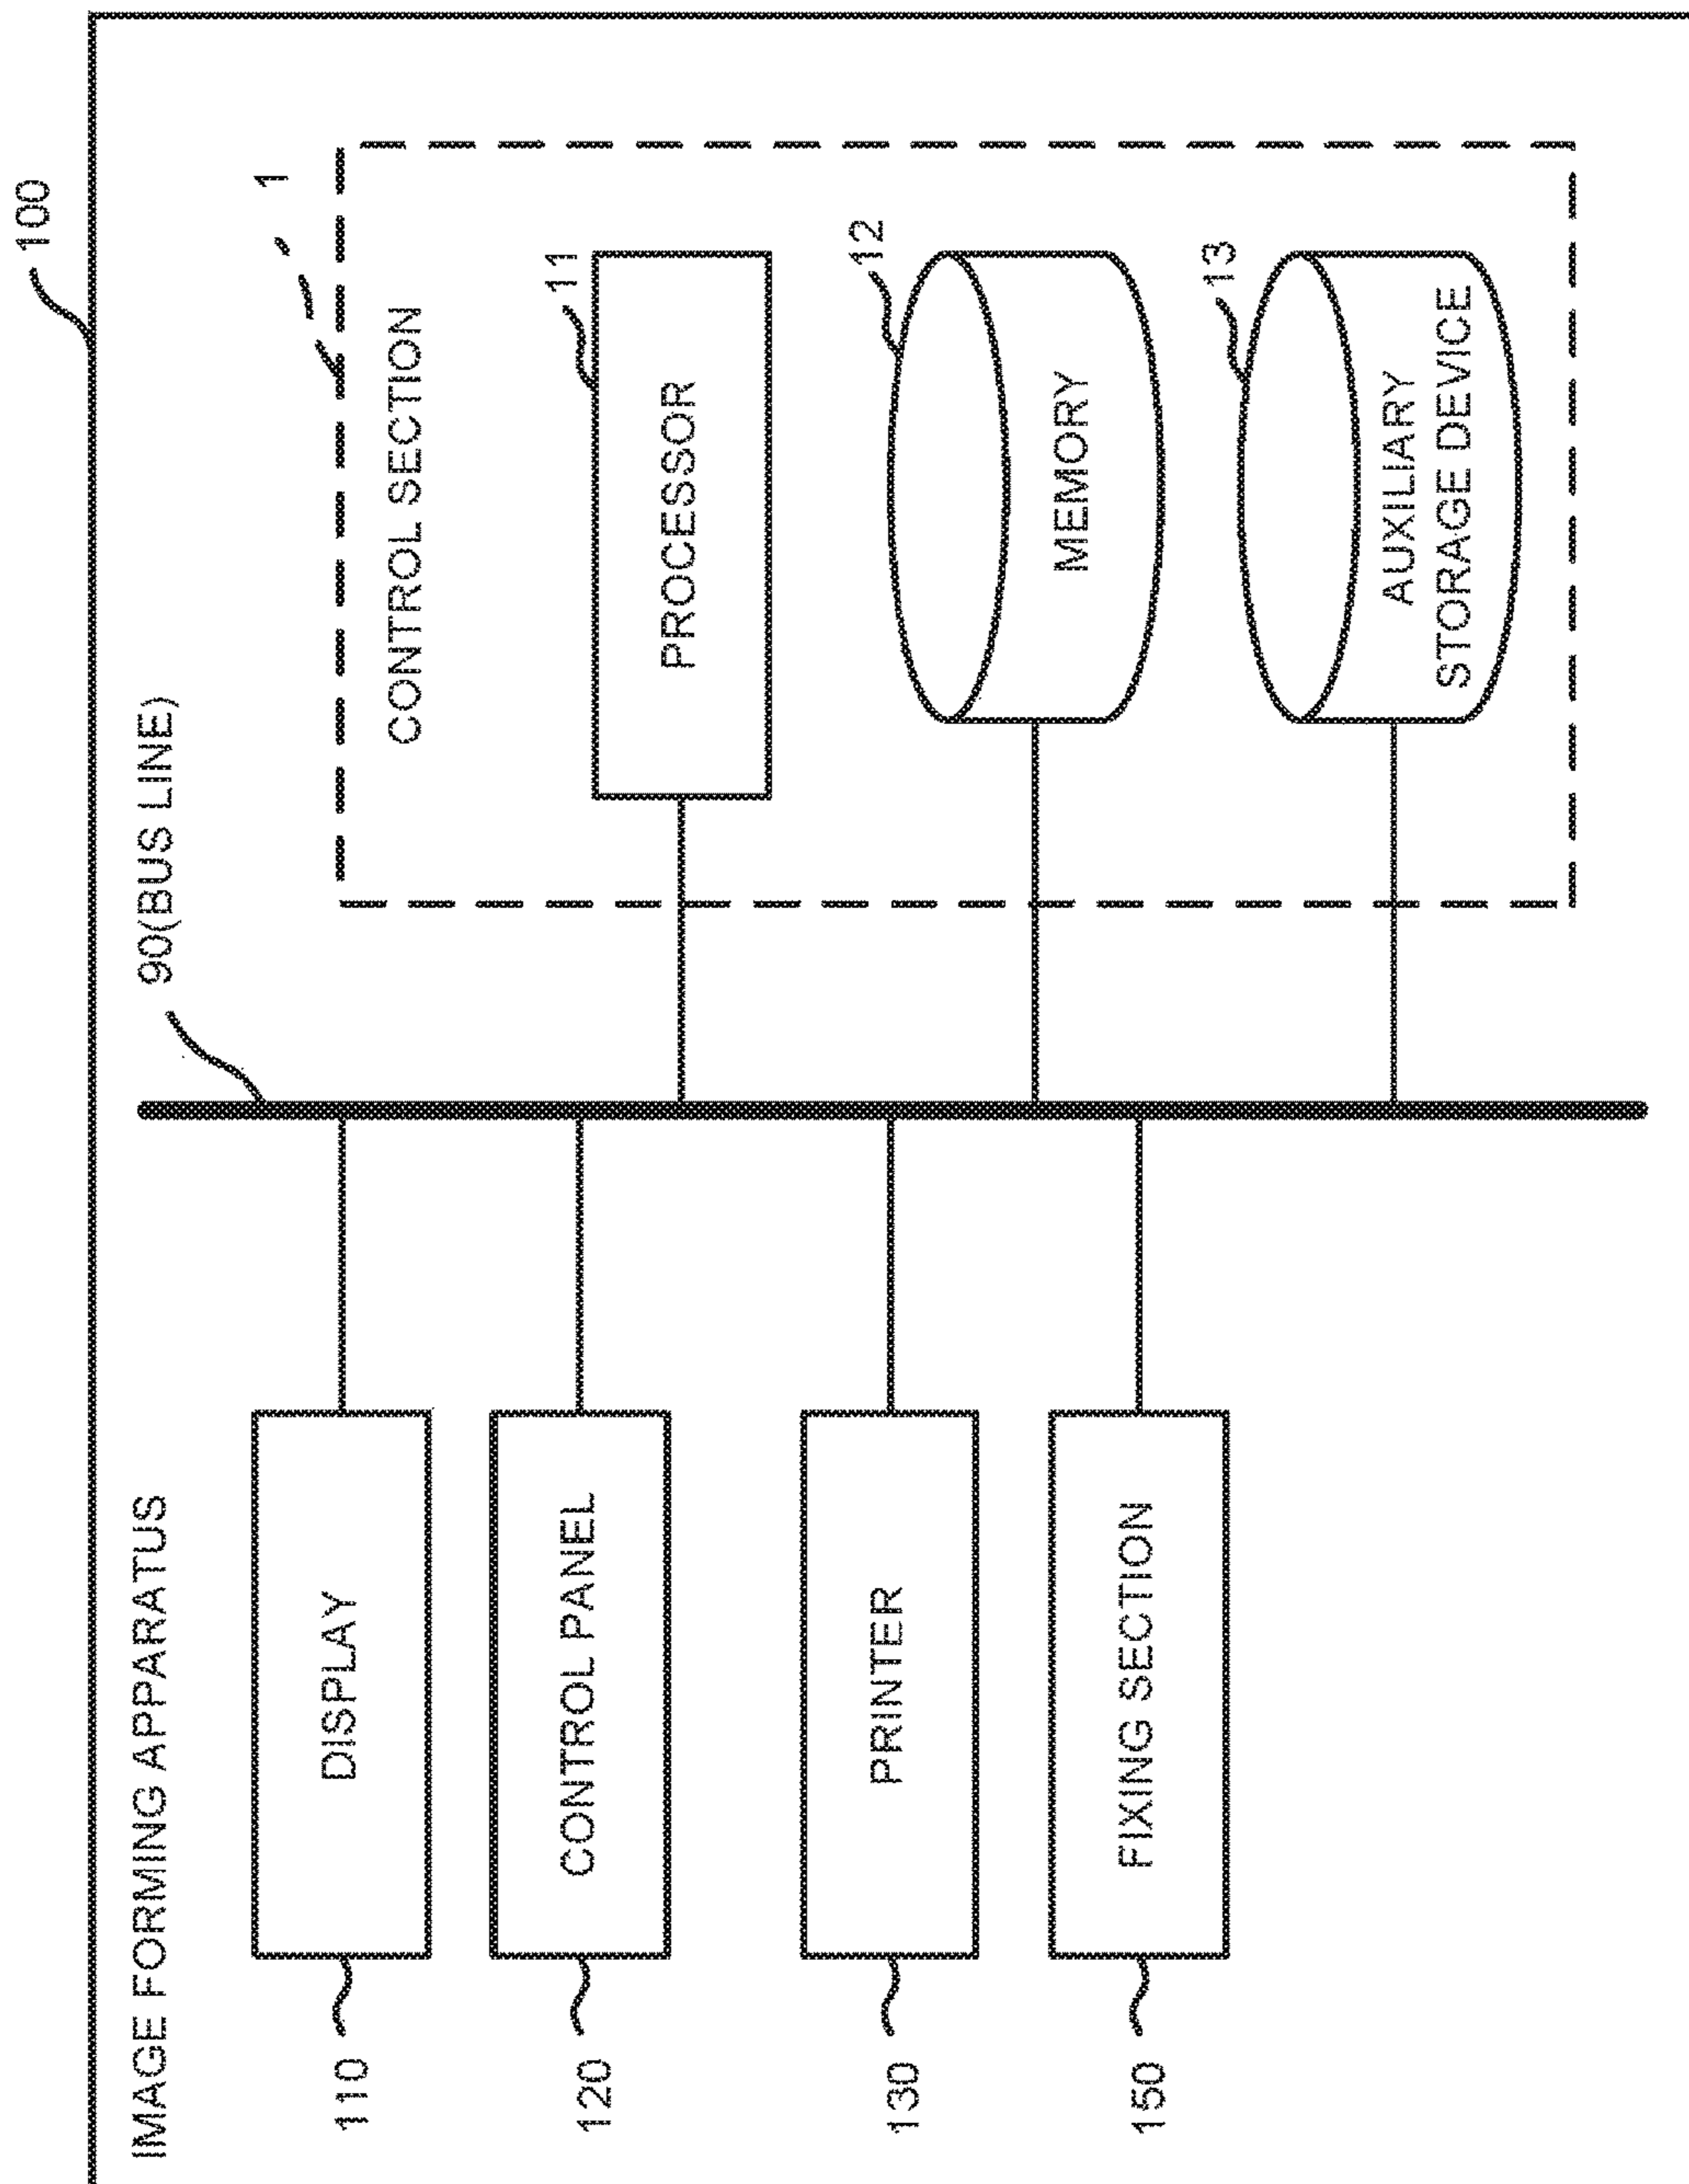 100
IMAGE FORMING APPARATUS
90(BUS LINE)
1
CONTROL SECTION
110
DISPLAY
11
PROCESSOR
120
CONTROL PANEL
12
MEMORY
130
PRINTER
13
AUXILIARY
STORAGE DEVICE
150
FIXING SECTION